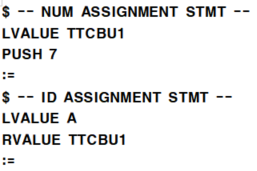 $ -- NUM ASSIGNMENT STMT --
LVALUE TTCBU1
PUSH 7
:=
$ -- ID ASSIGNMENT STMT --
LVALUE A
RVALUE TTCBU1
:=